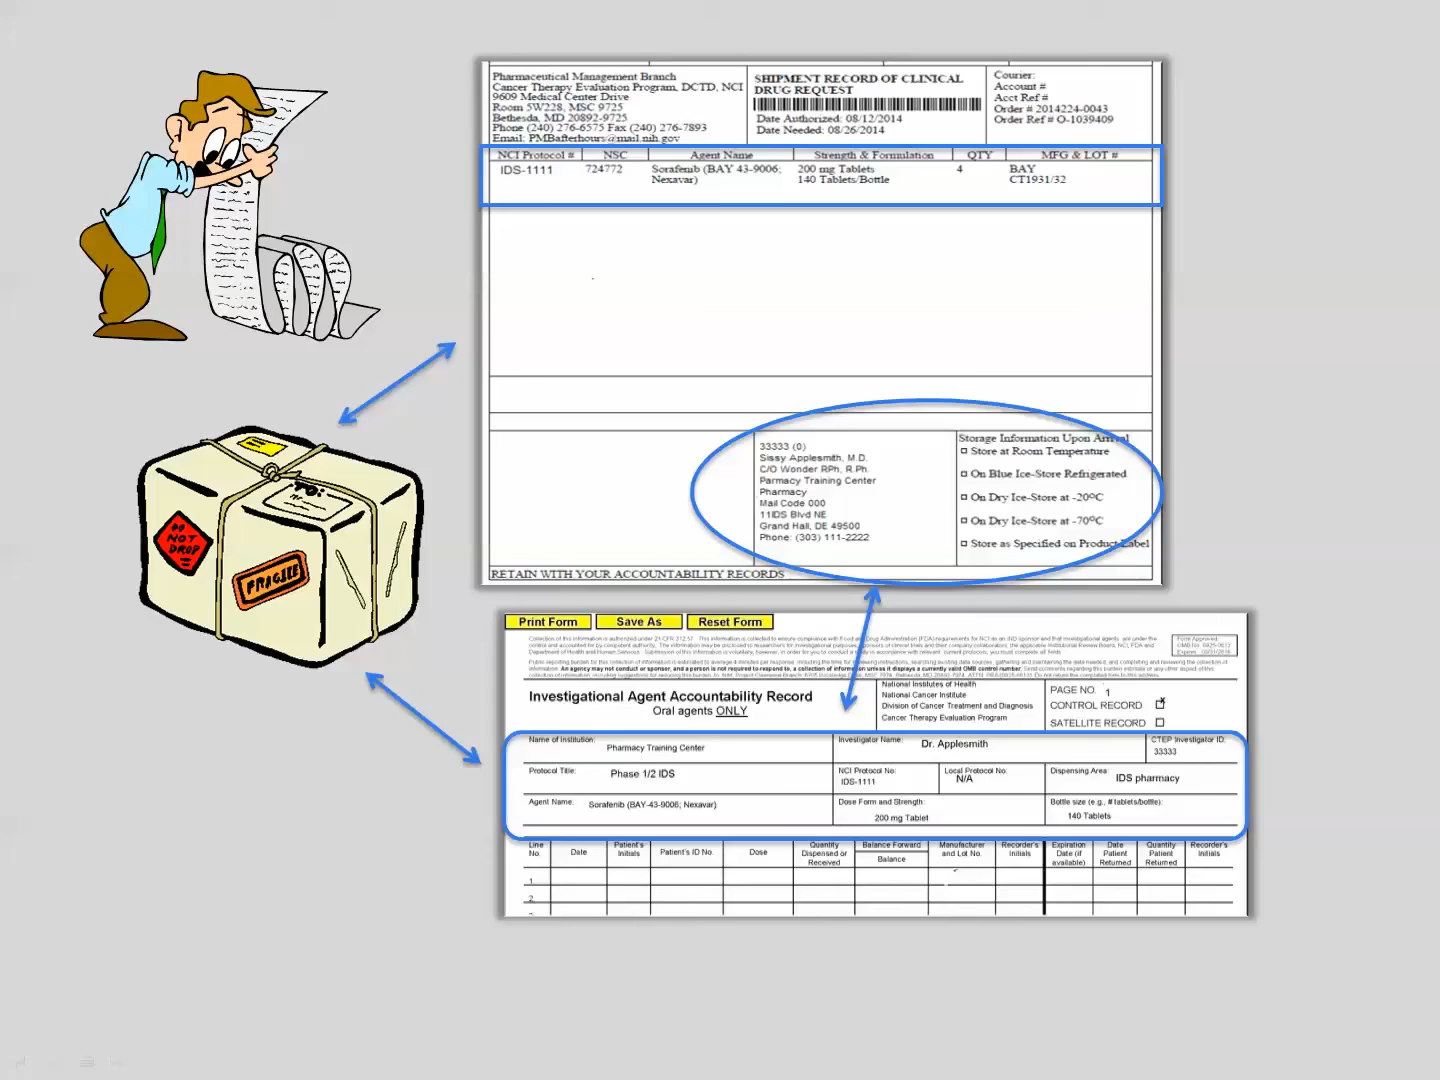 Pharmaceutical Management Branch
Cancer Therapy Evaluation Program, DCTD, NCI
9609 Medical Center Drive
Room 5W228, MSC 9725
Bethesda, MD 20892-9725
Phone (240) 276-6575 Fax (240) 276-7893
Email: PMBafterhours@mail.nih.gov
SHIPMENT RECORD OF CLINICAL
DRUG REQUEST
Date Authorized: 08/12/2014
Date Needed: 08/26/2014
Courier:
Account #
Acct Ref #
Order # 2014224-0043
Order Ref # O-1039409
NCI Protocol # NSC Agent Name Strength & Formulation QTY MFG & LOT #
IDS-1111 724772 Sorafenib (BAY 43-9006; 200 mg Tablets 4 BAY
Nexavar) 140 Tablets/Bottle CT1931/32
33333 (0)
Sissy Applesmith, M.D.
C/O Wonder RPh, R.Ph.
Parmacy Training Center
Pharmacy
Mail Code 000
11IDS Blvd NE
Grand Hall, DE 49500
Phone: (303) 111-2222
Storage Information Upon Arrival
Store at Room Temperature
On Blue Ice-Store Refrigerated
On Dry Ice-Store at -20ºC
On Dry Ice-Store at -70ºC
Store as Specified on Product Label
RETAIN WITH YOUR ACCOUNTABILITY RECORDS
TO:
DO NOT DROP
FRAGILE
Print Form Save As Reset Form
Investigational Agent Accountability Record
Oral agents ONLY
National Institutes of Health
National Cancer Institute
Division of Cancer Treatment and Diagnosis
Cancer Therapy Evaluation Program
PAGE NO. 1
CONTROL RECORD x
SATELLITE RECORD
Name of Institution: Pharmacy Training Center
Investigator Name: Dr. Applesmith
CTEP Investigator ID: 33333
Protocol Title: Phase 1/2 IDS
NCI Protocol No: IDS-1111
Local Protocol No: N/A
Dispensing Area: IDS pharmacy
Agent Name: Sorafenib (BAY-43-9006; Nexavar)
Dose Form and Strength: 200 mg Tablet
Bottle size (e.g., # tablets/bottle): 140 Tablets
Line No. Date Patient's Initials Patient's ID No. Dose Quantity Dispensed or Received Balance Forward Balance Manufacturer and Lot No. Recorder's Initials Expiration Date (if available) Date Patient Returned Quantity Patient Returned Recorder's Initials
1.
2.